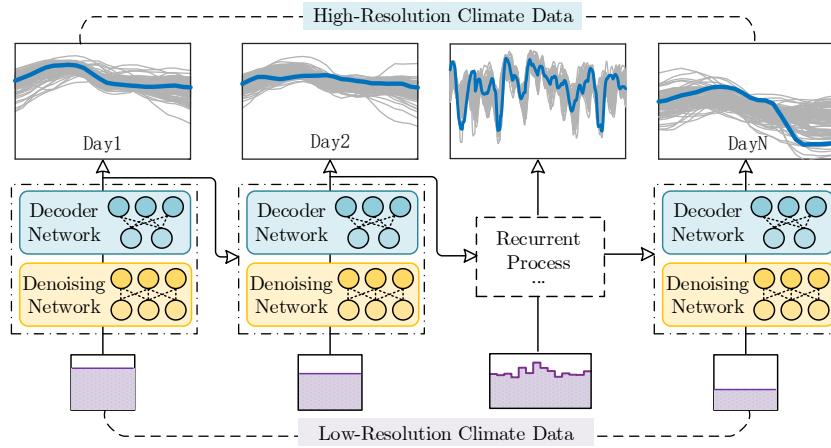 High-Resolution Climate Data
Day1
Day2
DayN
Decoder
Network
Decoder
Network
Decoder
Network
Recurrent
Process
...
Denoising
Network
Denoising
Network
Denoising
Network
Low-Resolution Climate Data